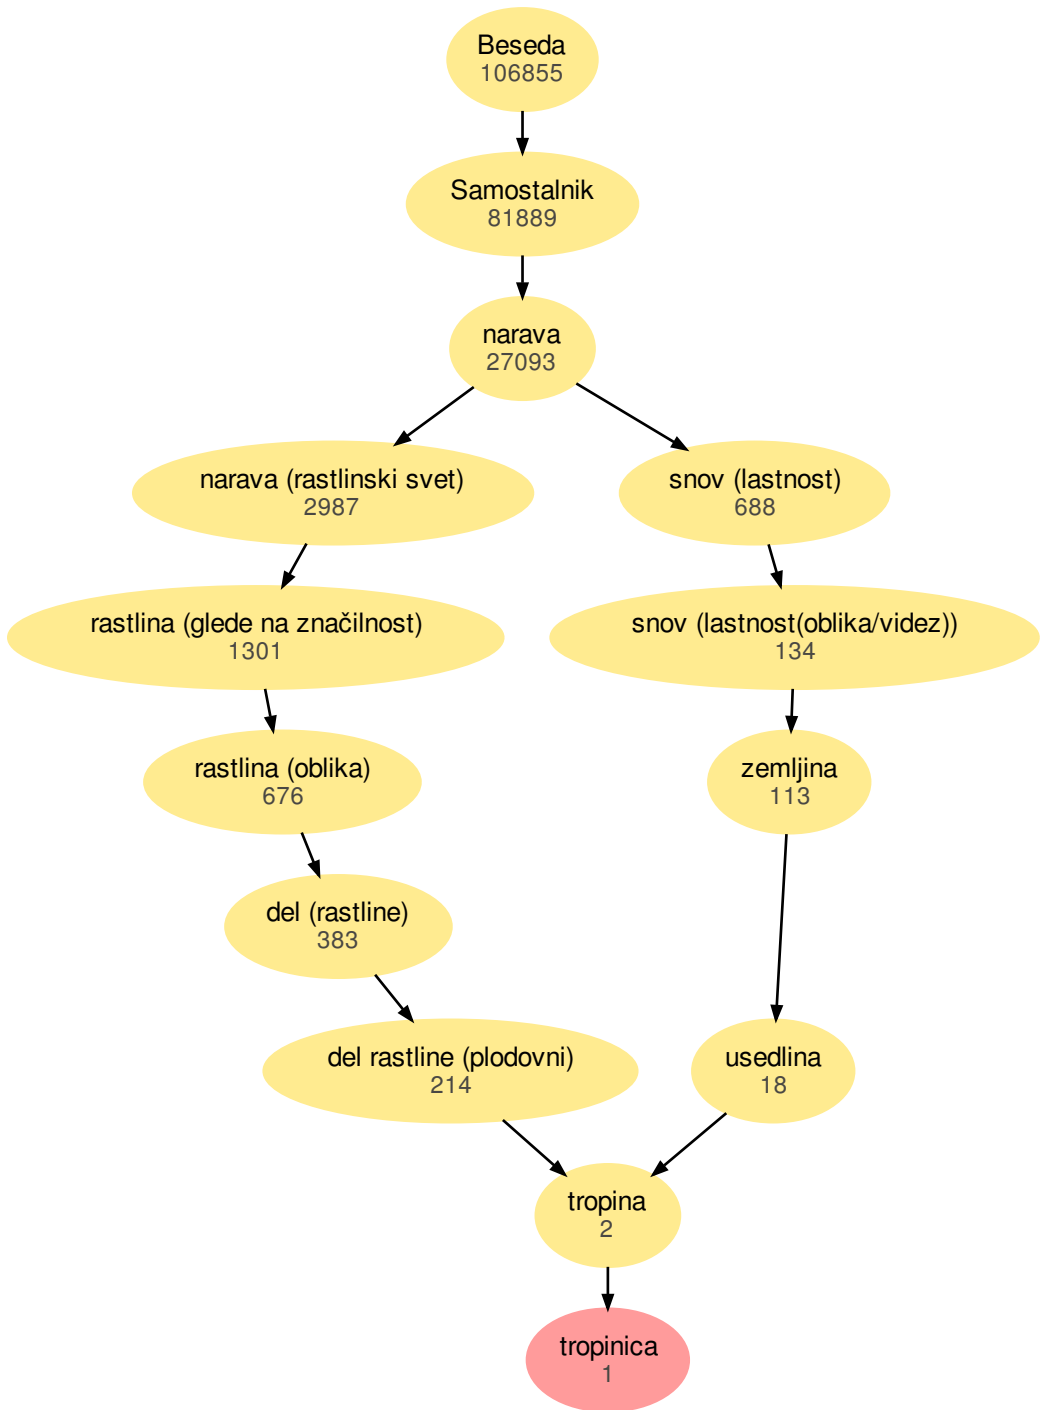 Beseda
106855
Samostalnik
81889
narava
27093
narava (rastlinski svet)
2987
snov (lastnost)
688
rastlina (glede na značilnost)
1301
snov (lastnost(oblika/videz))
134
rastlina (oblika)
676
zemljina
113
del (rastline)
383
del rastline (plodovni)
214
usedlina
18
tropina
2
tropinica
1